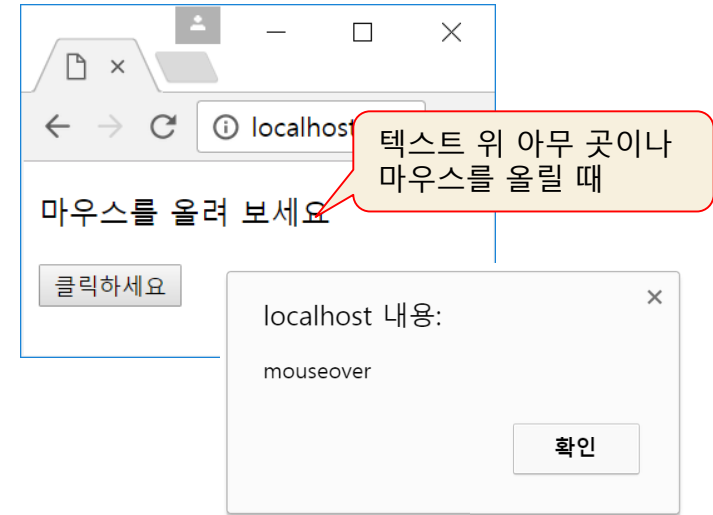 localhost
텍스트 위 아무 곳이나
마우스를 올릴 때
마우스를 올려 보세요
클릭하세요
localhost 내용:
mouseover
확인